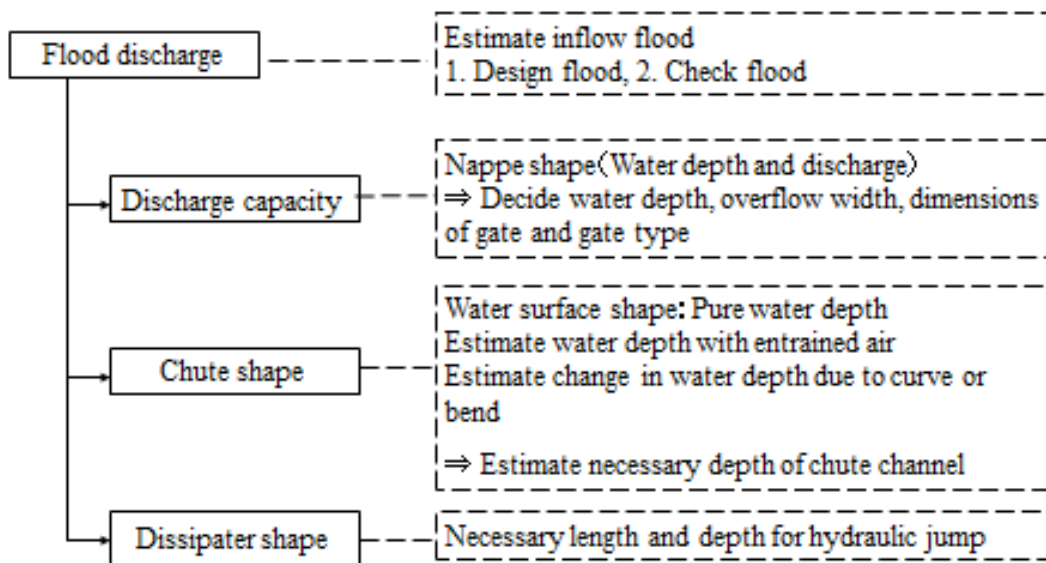 Flood discharge
Estimate inflow flood
1. Design flood, 2. Check flood
Discharge capacity
Nappe shape(Water depth and discharge)
⇒ Decide water depth, overflow width, dimensions
of gate and gate type
Chute shape
Water surface shape: Pure water depth
Estimate water depth with entrained air
Estimate change in water depth due to curve or
bend
⇒ Estimate necessary depth of chute channel
Dissipater shape
Necessary length and depth for hydraulic jump